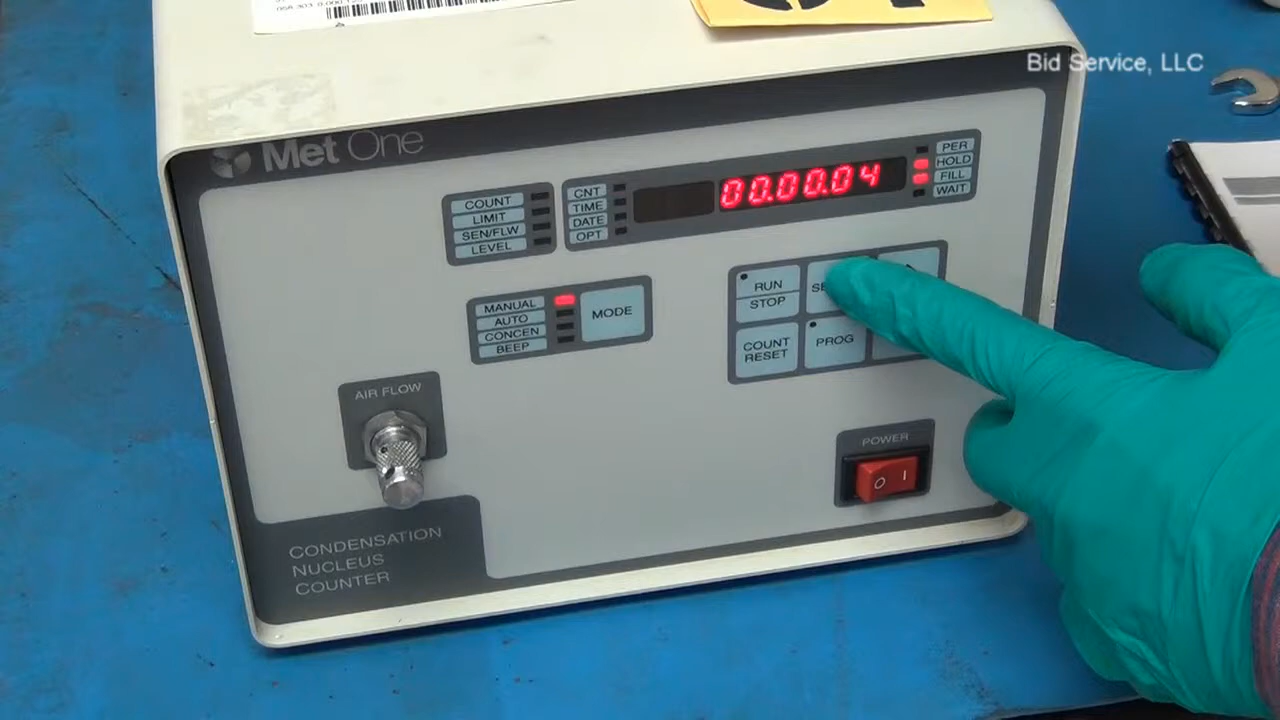 Bid Service, LLC
Met One
COUNT
LIMIT
SEN/FLW
LEVEL
CNT
TIME
DATE
OPT
00.00.04
PER
HOLD
FILL
WAIT
MANUAL
AUTO
CONCEN
BEEP
MODE
RUN
STOP
COUNT
RESET
PROG
AIR FLOW
POWER
O I
CONDENSATION
NUCLEUS
COUNTER